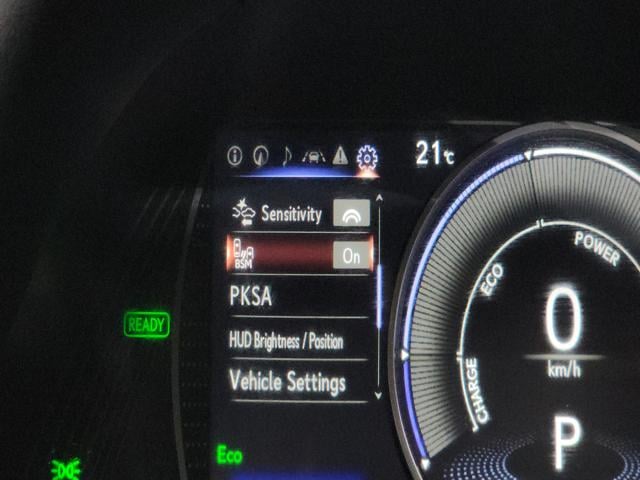 21°C
Sensitivity
BSM On
PKSA
HUD Brightness / Position
Vehicle Settings
Eco
READY
CHARGE
ECO
POWER
0
km/h
P